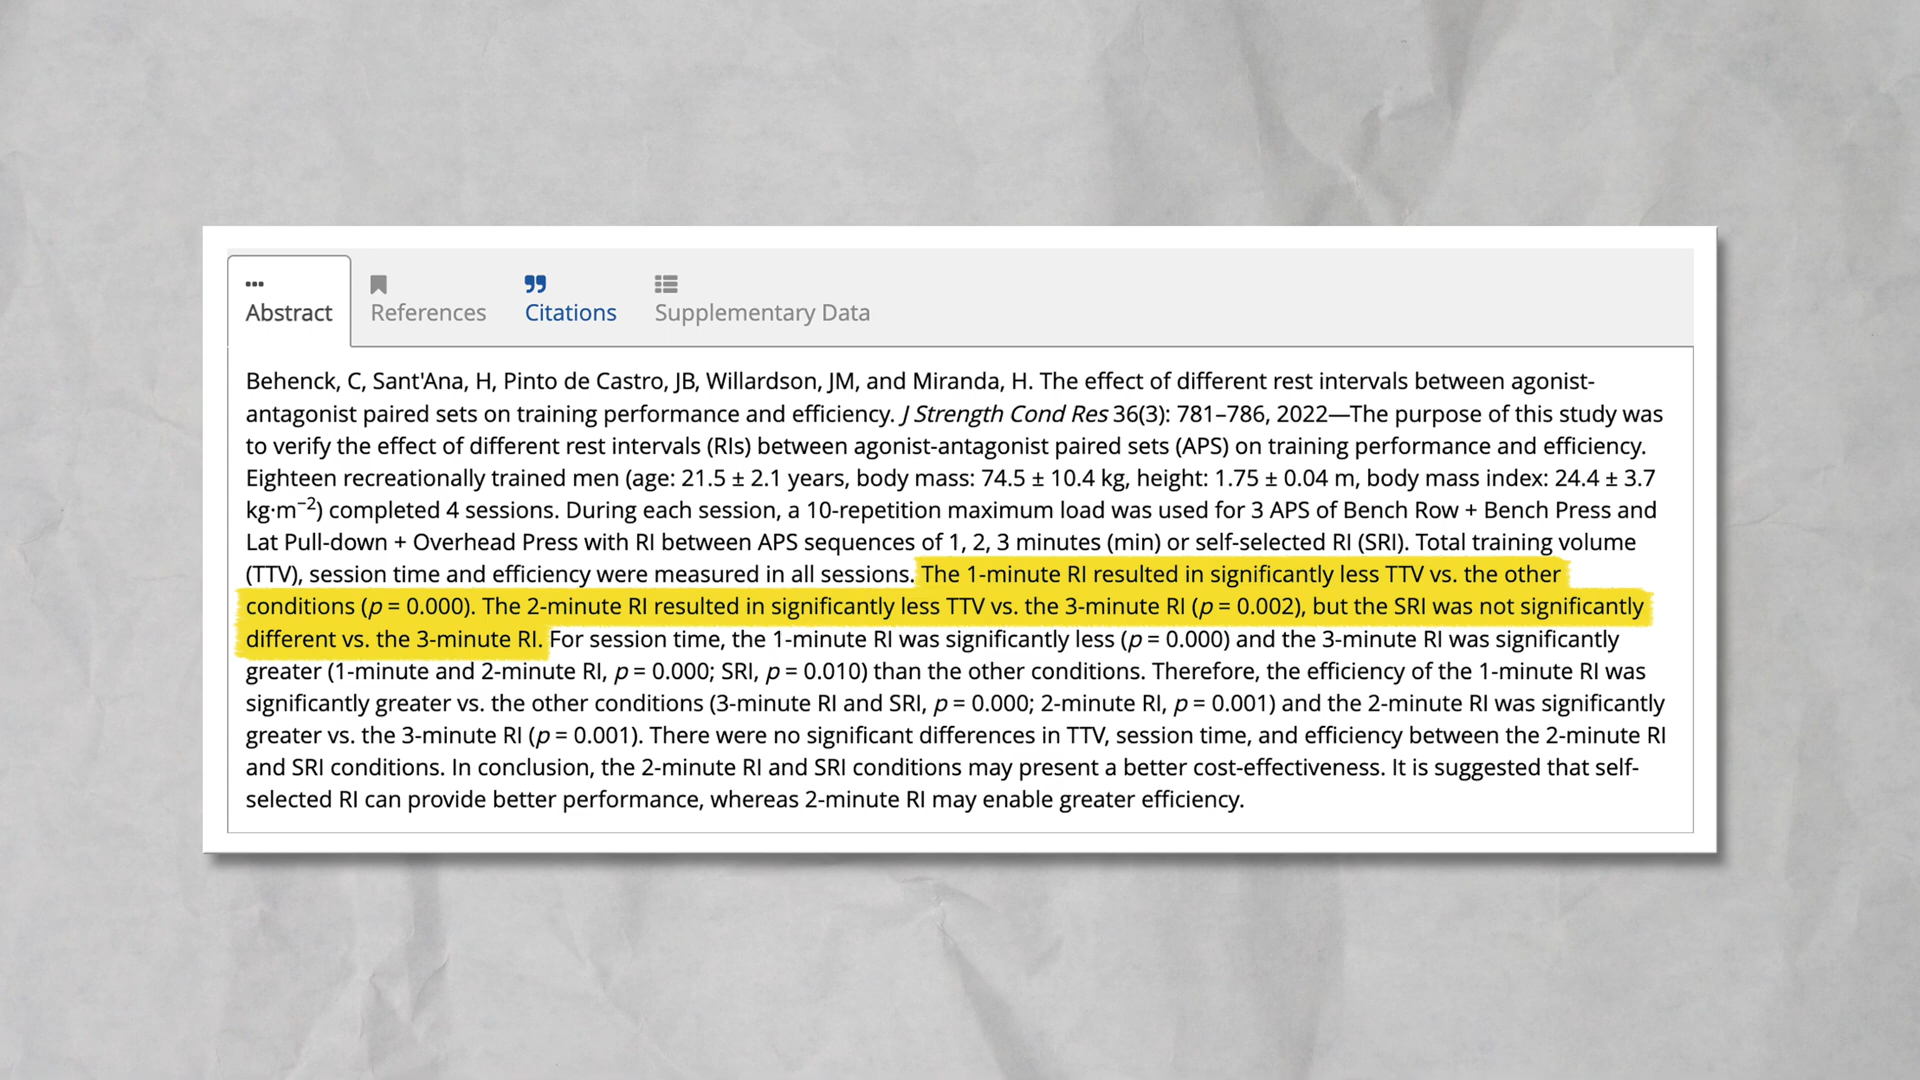 Abstract
References
Citations
Supplementary Data
Behenck, C, Sant'Ana, H, Pinto de Castro, JB, Willardson, JM, and Miranda, H. The effect of different rest intervals between agonist-
antagonist paired sets on training performance and efficiency. J Strength Cond Res 36(3): 781–786, 2022—The purpose of this study was
to verify the effect of different rest intervals (RIs) between agonist-antagonist paired sets (APS) on training performance and efficiency.
Eighteen recreationally trained men (age: 21.5 ± 2.1 years, body mass: 74.5 ± 10.4 kg, height: 1.75 ± 0.04 m, body mass index: 24.4 ± 3.7
kg·m⁻²) completed 4 sessions. During each session, a 10-repetition maximum load was used for 3 APS of Bench Row + Bench Press and
Lat Pull-down + Overhead Press with RI between APS sequences of 1, 2, 3 minutes (min) or self-selected RI (SRI). Total training volume
(TTV), session time and efficiency were measured in all sessions. The 1-minute RI resulted in significantly less TTV vs. the other
conditions (p = 0.000). The 2-minute RI resulted in significantly less TTV vs. the 3-minute RI (p = 0.002), but the SRI was not significantly
different vs. the 3-minute RI. For session time, the 1-minute RI was significantly less (p = 0.000) and the 3-minute RI was significantly
greater (1-minute and 2-minute RI, p = 0.000; SRI, p = 0.010) than the other conditions. Therefore, the efficiency of the 1-minute RI was
significantly greater vs. the other conditions (3-minute RI and SRI, p = 0.000; 2-minute RI, p = 0.001) and the 2-minute RI was significantly
greater vs. the 3-minute RI (p = 0.001). There were no significant differences in TTV, session time, and efficiency between the 2-minute RI
and SRI conditions. In conclusion, the 2-minute RI and SRI conditions may present a better cost-effectiveness. It is suggested that self-
selected RI can provide better performance, whereas 2-minute RI may enable greater efficiency.